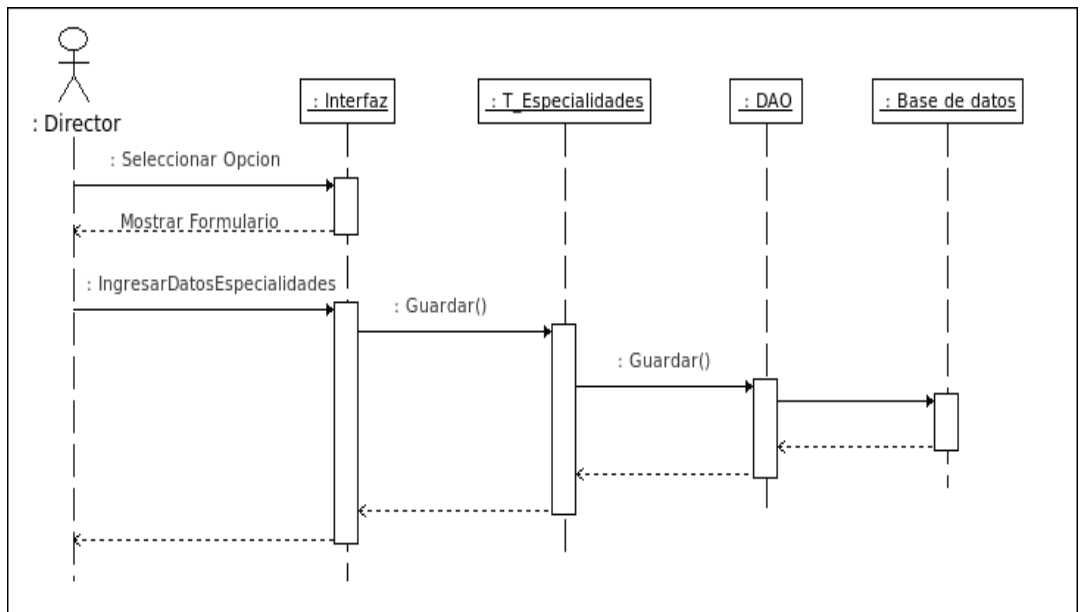 : Director
: Interfaz
: T_Especialidades
: DAO
: Base de datos
: Seleccionar Opcion
Mostrar Formulario
: IngresarDatosEspecialidades
: Guardar()
: Guardar()